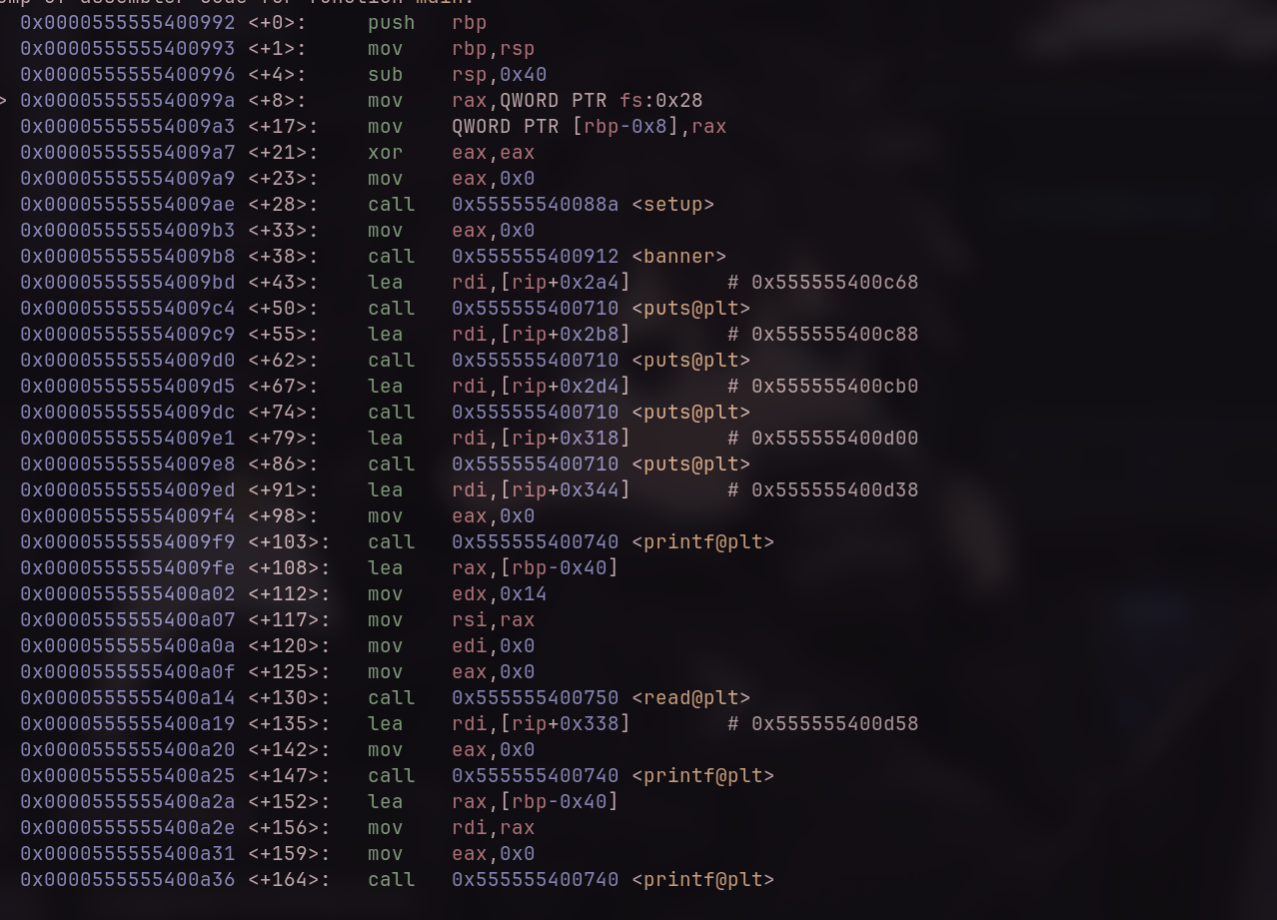 of assembler code for function main:
0x0000555555400992 <+0>: push rbp
0x0000555555400993 <+1>: mov rbp,rsp
0x0000555555400996 <+4>: sub rsp,0x40
> 0x000055555540099a <+8>: mov rax,QWORD PTR fs:0x28
0x00005555554009a3 <+17>: mov QWORD PTR [rbp-0x8],rax
0x00005555554009a7 <+21>: xor eax,eax
0x00005555554009a9 <+23>: mov eax,0x0
0x00005555554009ae <+28>: call 0x55555540088a <setup>
0x00005555554009b3 <+33>: mov eax,0x0
0x00005555554009b8 <+38>: call 0x555555400912 <banner>
0x00005555554009bd <+43>: lea rdi,[rip+0x2a4] # 0x555555400c68
0x00005555554009c4 <+50>: call 0x555555400710 <puts@plt>
0x00005555554009c9 <+55>: lea rdi,[rip+0x2b8] # 0x555555400c88
0x00005555554009d0 <+62>: call 0x555555400710 <puts@plt>
0x00005555554009d5 <+67>: lea rdi,[rip+0x2d4] # 0x555555400cb0
0x00005555554009dc <+74>: call 0x555555400710 <puts@plt>
0x00005555554009e1 <+79>: lea rdi,[rip+0x318] # 0x555555400d00
0x00005555554009e8 <+86>: call 0x555555400710 <puts@plt>
0x00005555554009ed <+91>: lea rdi,[rip+0x344] # 0x555555400d38
0x00005555554009f4 <+98>: mov eax,0x0
0x00005555554009f9 <+103>: call 0x555555400740 <printf@plt>
0x00005555554009fe <+108>: lea rax,[rbp-0x40]
0x0000555555400a02 <+112>: mov edx,0x14
0x0000555555400a07 <+117>: mov rsi,rax
0x0000555555400a0a <+120>: mov edi,0x0
0x0000555555400a0f <+125>: mov eax,0x0
0x0000555555400a14 <+130>: call 0x555555400750 <read@plt>
0x0000555555400a19 <+135>: lea rdi,[rip+0x338] # 0x555555400d58
0x0000555555400a20 <+142>: mov eax,0x0
0x0000555555400a25 <+147>: call 0x555555400740 <printf@plt>
0x0000555555400a2a <+152>: lea rax,[rbp-0x40]
0x0000555555400a2e <+156>: mov rdi,rax
0x0000555555400a31 <+159>: mov eax,0x0
0x0000555555400a36 <+164>: call 0x555555400740 <printf@plt>